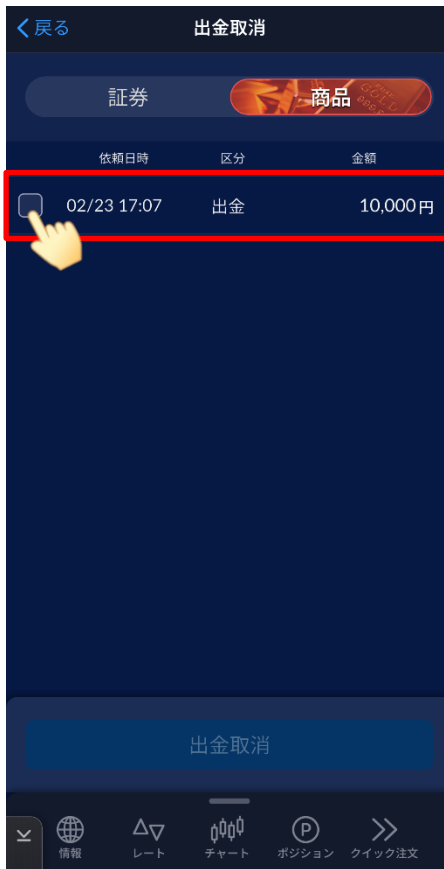 戻る 出金取消
証券 商品
依頼日時 区分 金額
02/23 17:07 出金 10,000円
出金取消
情報 レート チャート ポジション クイック注文